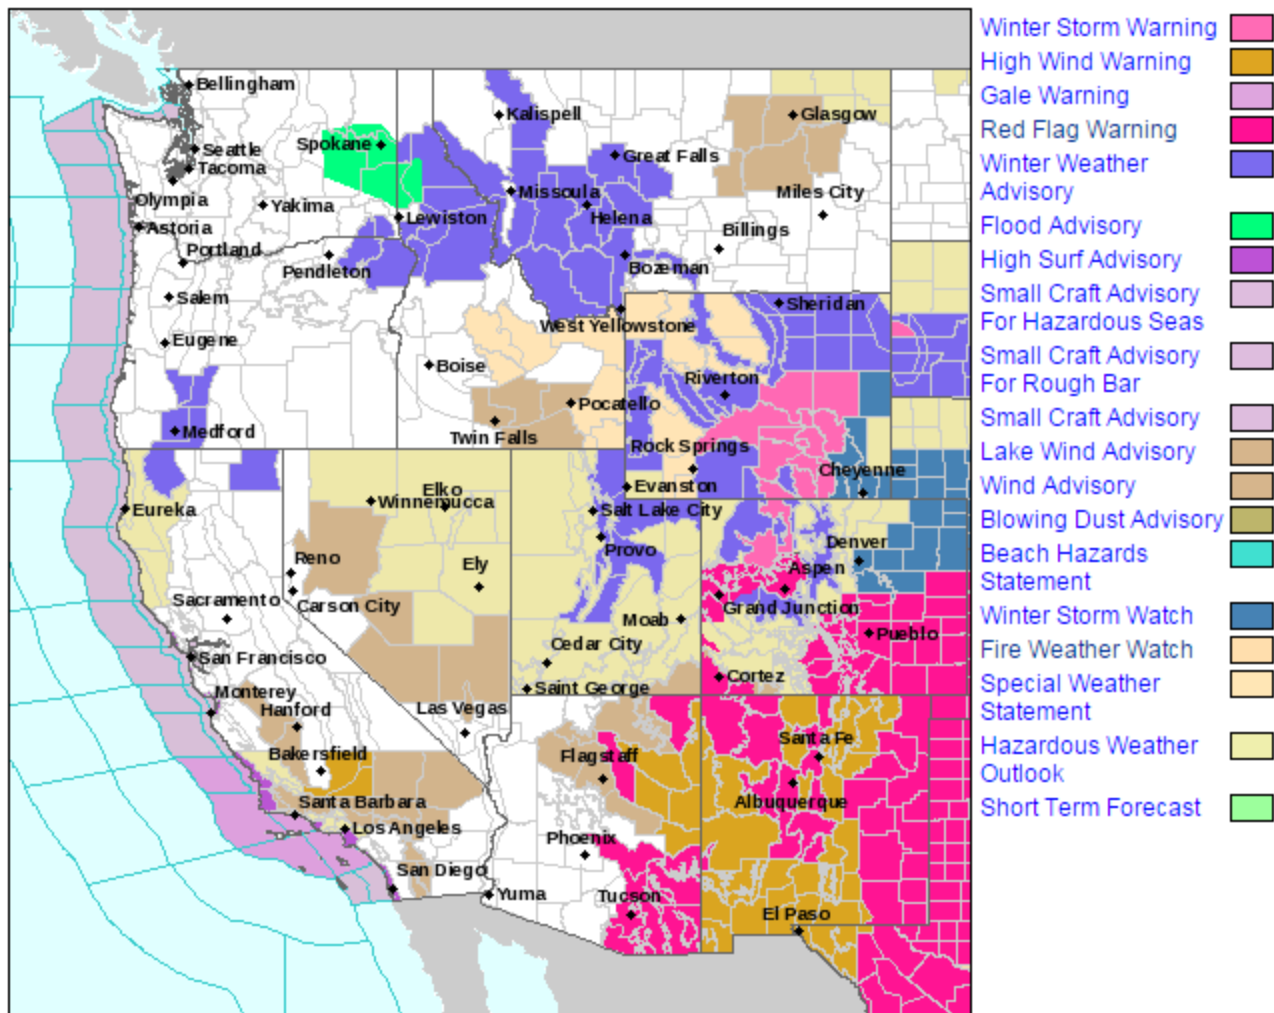 Bellingham
Kalispell
Glasgow
Spokane
Seattle
Great Falls
Tacoma
Missoula
Miles City
Olympia
Yakima
Lewiston
Helena
Astoria
Billings
Portland
Pendleton
Bozeman
Salem
Sheridan
West Yellowstone
Eugene
Boise
Riverton
Pocatello
Medford
Twin Falls
Rock Springs
Cheyenne
Elko
Evanston
Winnemucca
Eureka
Salt Lake City
Reno
Provo
Denver
Ely
Aspen
Sacramento
Carson City
Grand Junction
Moab
Pueblo
Cedar City
San Francisco
Cortez
Monterey
Saint George
Hanford
Las Vegas
Santa Fe
Bakersfield
Flagstaff
Santa Barbara
Albuquerque
Los Angeles
Phoenix
San Diego
Yuma
Tucson
El Paso
Winter Storm Warning
High Wind Warning
Gale Warning
Red Flag Warning
Winter Weather
Advisory
Flood Advisory
High Surf Advisory
Small Craft Advisory
For Hazardous Seas
Small Craft Advisory
For Rough Bar
Small Craft Advisory
Lake Wind Advisory
Wind Advisory
Blowing Dust Advisory
Beach Hazards
Statement
Winter Storm Watch
Fire Weather Watch
Special Weather
Statement
Hazardous Weather
Outlook
Short Term Forecast